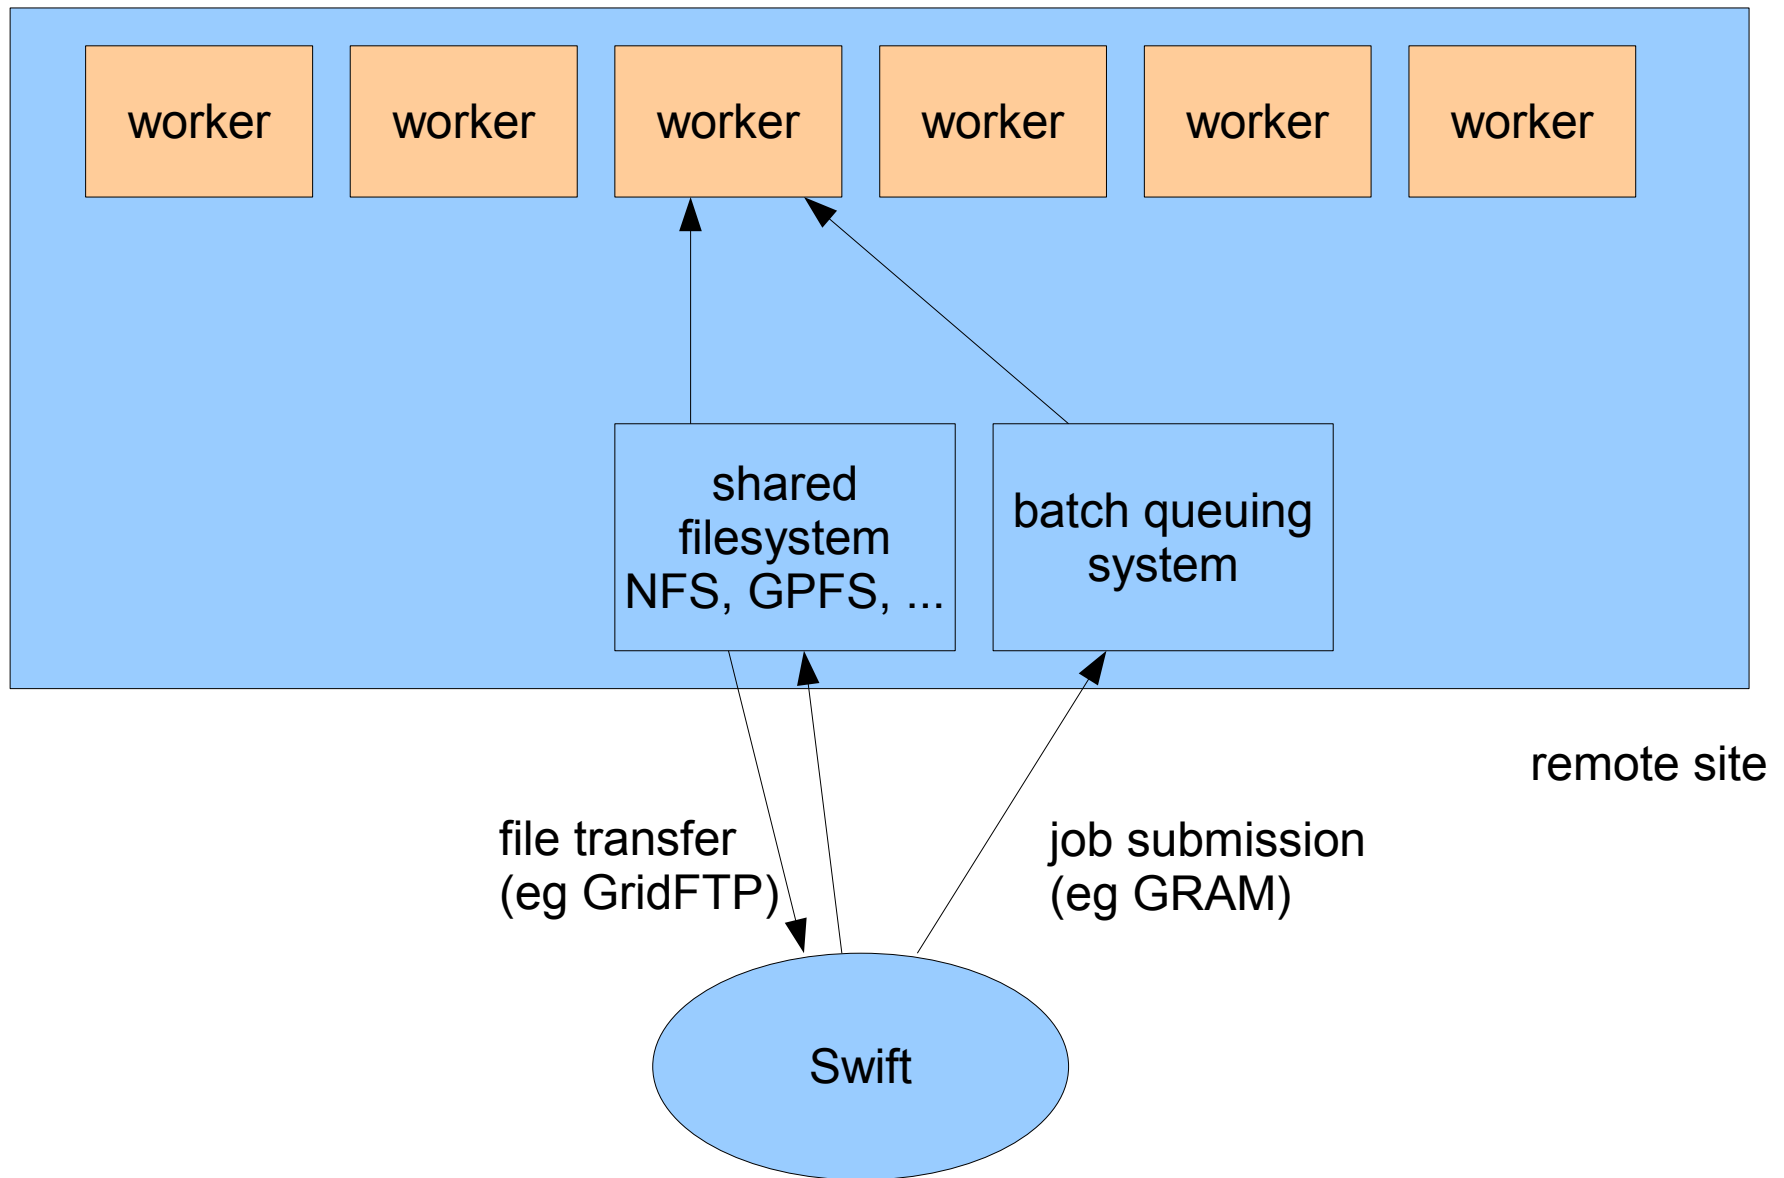 worker
worker
worker
worker
worker
worker
shared
filesystem
NFS, GPFS, ...
batch queuing
system
remote site
file transfer
(eg GridFTP)
job submission
(eg GRAM)
Swift